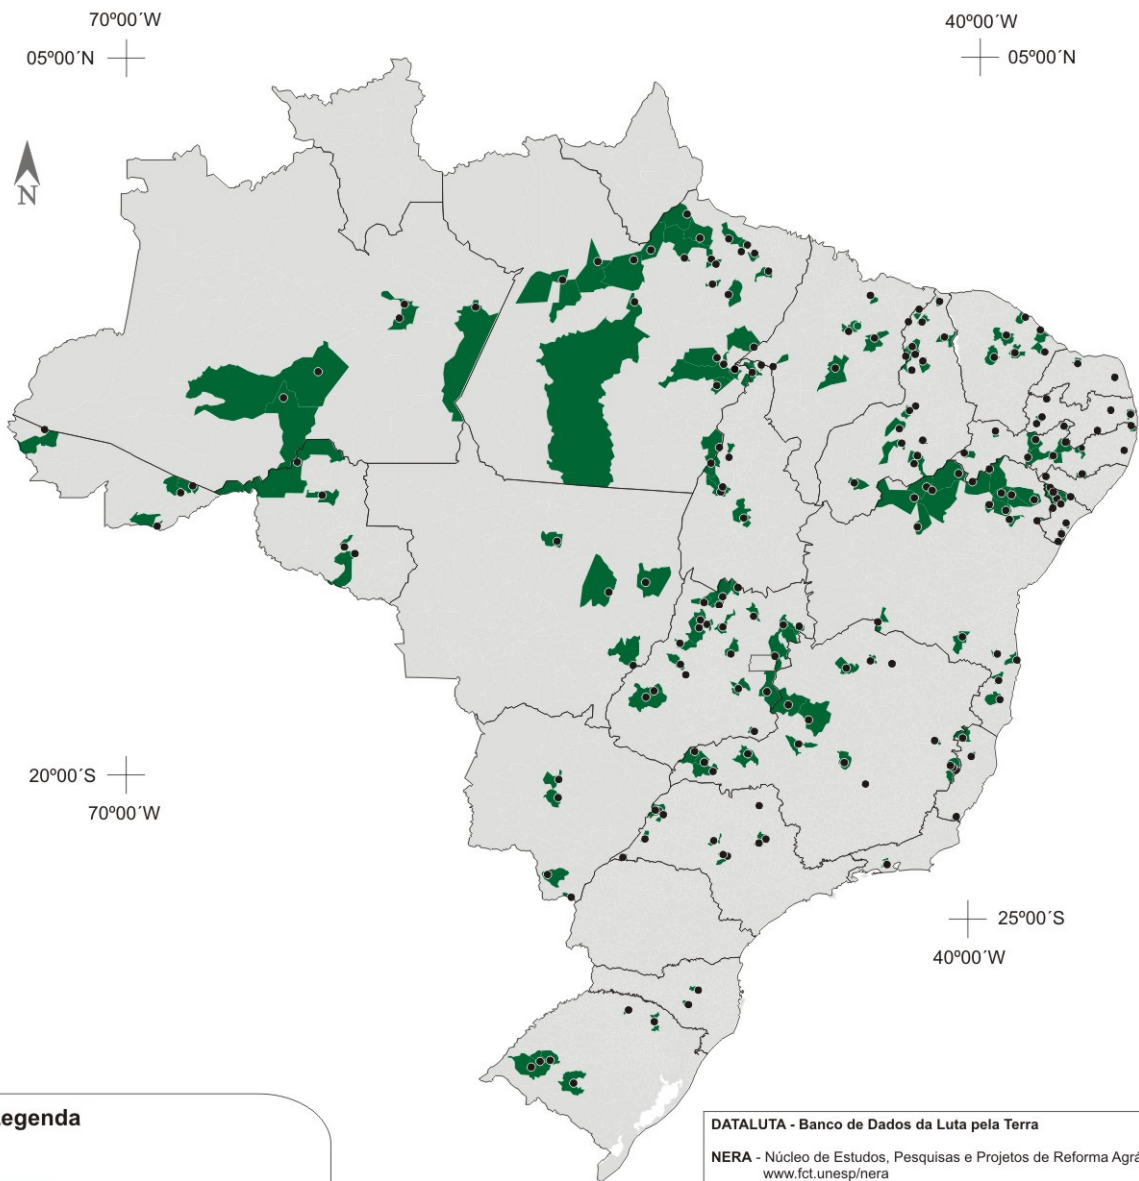 70º00´W
40º00´W
05º00´N
05º00´N
N
20º00´S
70º00´W
25º00´S
40º00´W
egenda
DATALUTA - Banco de Dados da Luta pela Terra
NERA - Núcleo de Estudos, Pesquisas e Projetos de Reforma Agrá
www.fct.unesp/nera